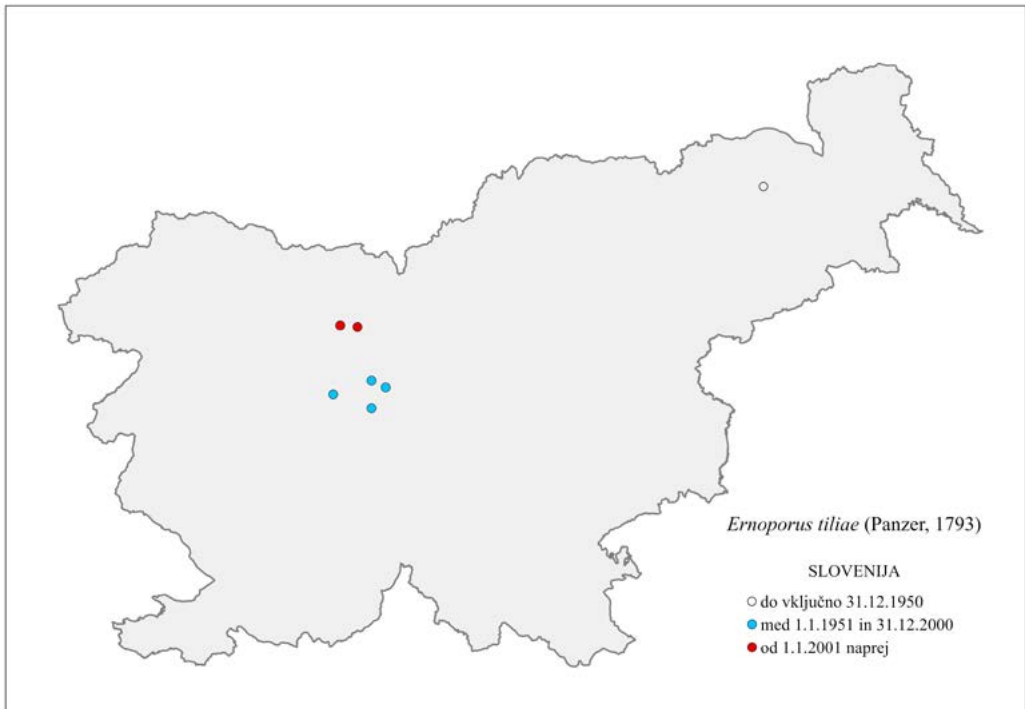 Ernoporus tiliae (Panzer, 1793)
SLOVENIJA
do vključno 31.12.1950
med 1.1.1951 in 31.12.2000
od 1.1.2001 naprej